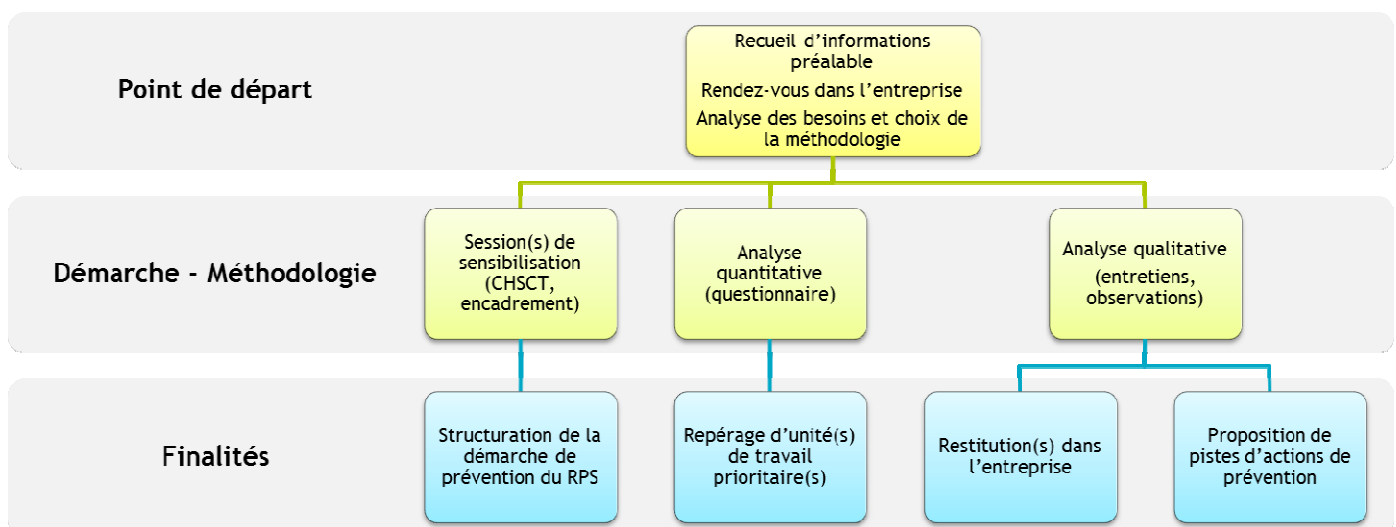 Point de départ
Recueil d'informations
préalable
Rendez-vous dans l'entreprise
Analyse des besoins et choix de
la méthodologie
Démarche - Méthodologie
Session(s) de
sensibilisation
(CHSCT,
encadrement)
Analyse
quantitative
(questionnaire)
Analyse qualitative
(entretiens,
observations)
Finalités
Structuration de la
démarche de
prévention du RPS
Repérage d'unité(s)
de travail
prioritaire(s)
Restitution(s) dans
l'entreprise
Proposition de
pistes d'actions de
prévention